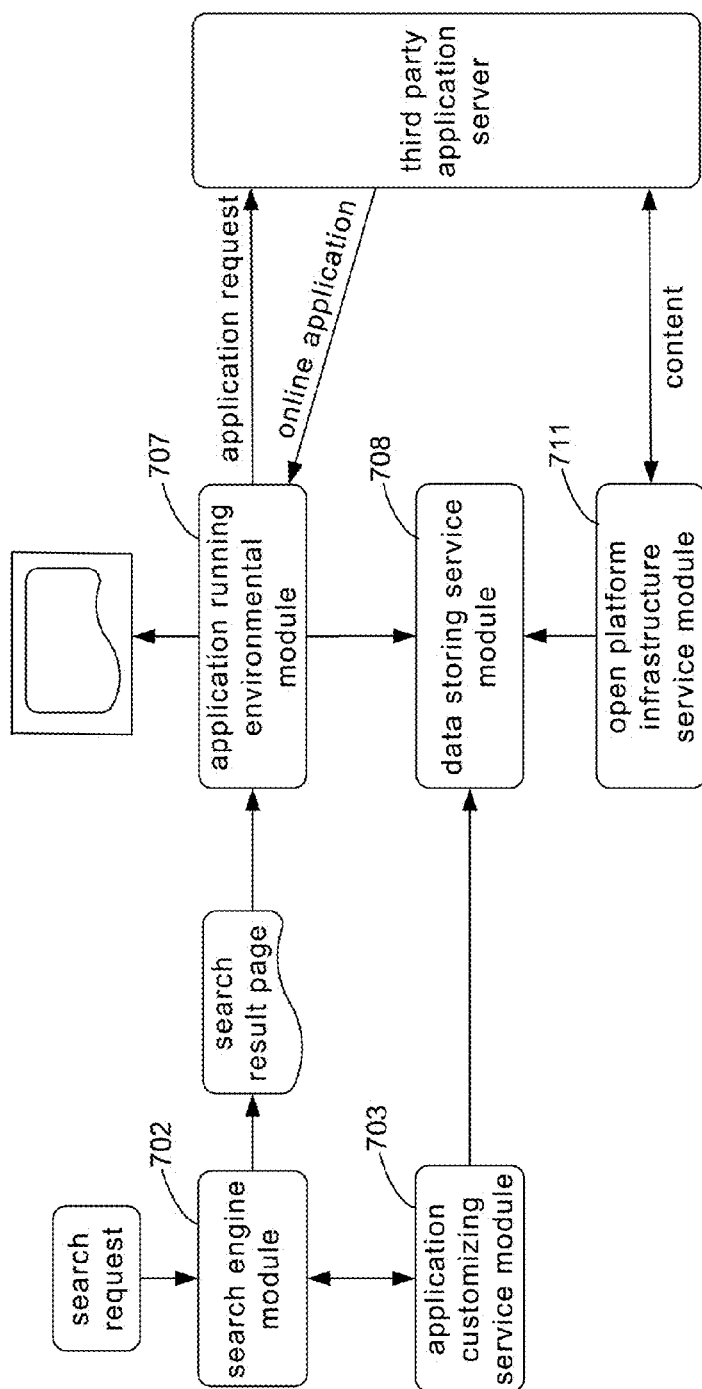 search
request
702
search engine
module
703
application
customizing
service module
search
result page
707
application running
environmental
module
708
data storing service
module
711
open platform
infrastructure
service module
application request
online application
content
third party
application
server